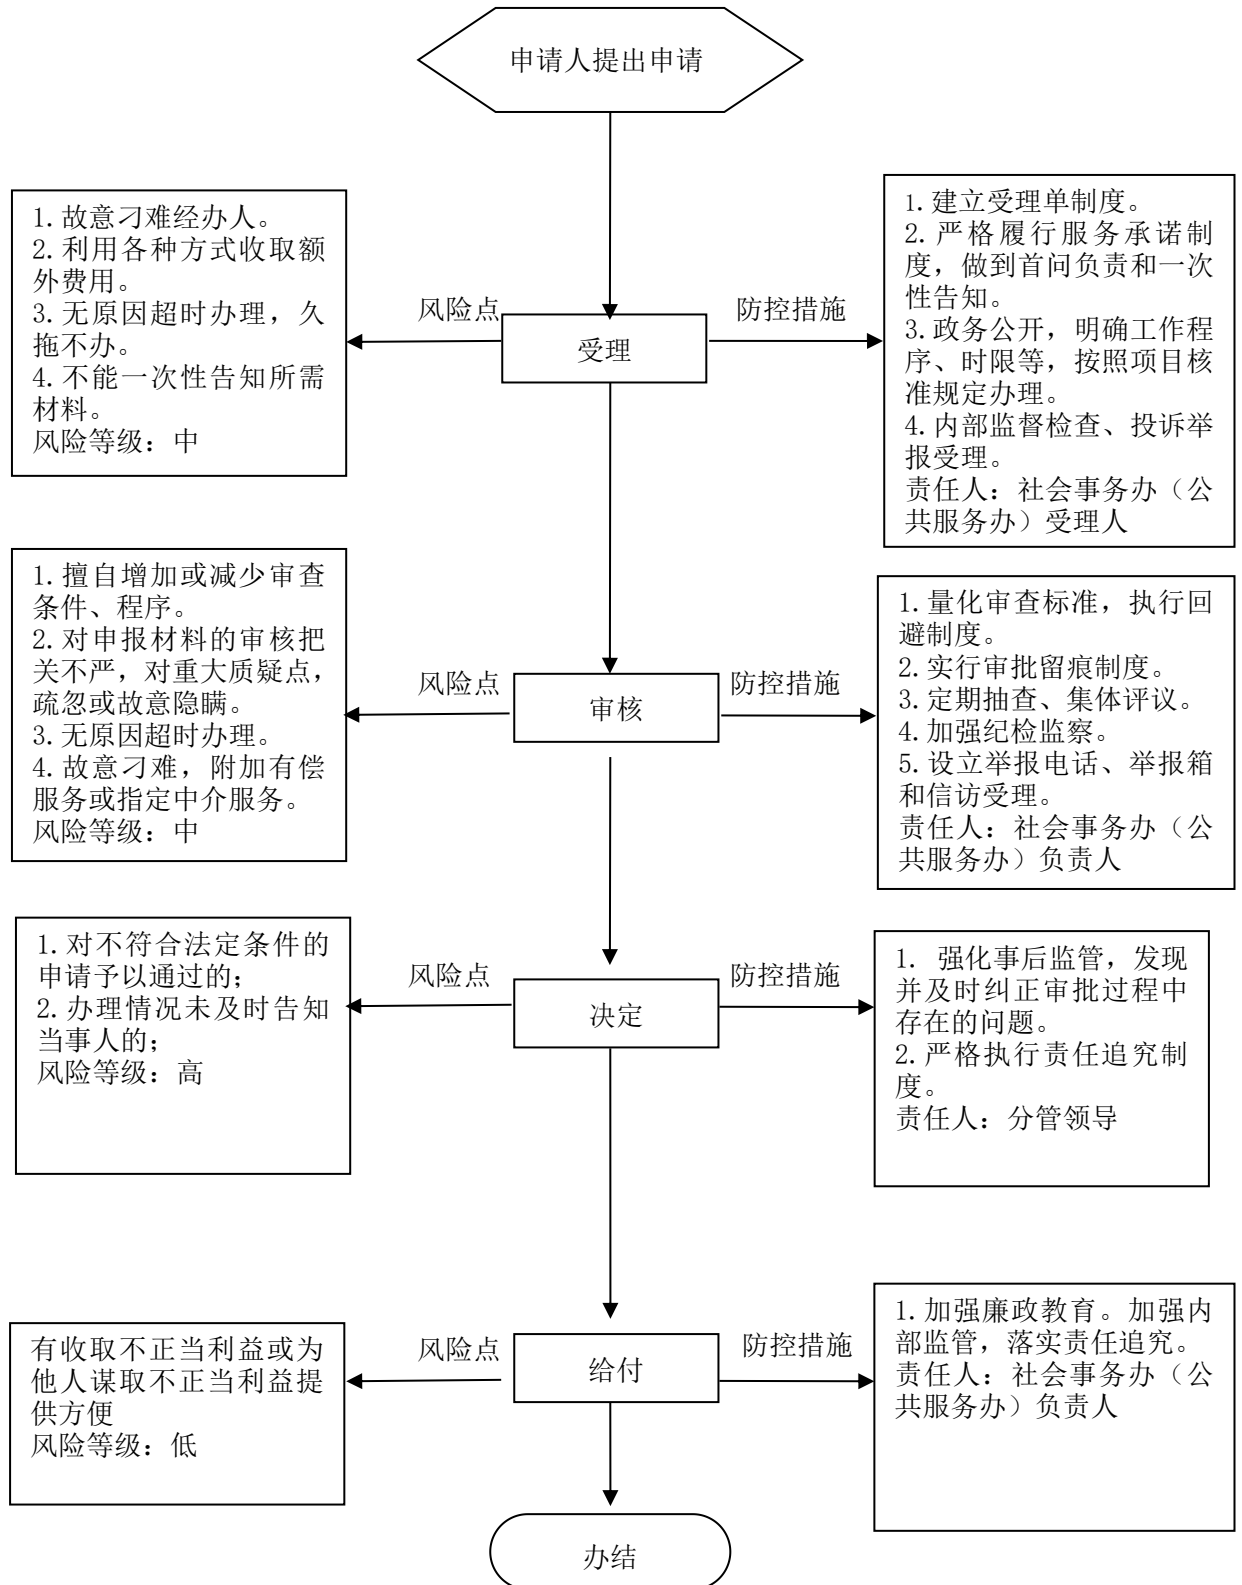 申请人提出申请
1.故意刁难经办人。
2.利用各种方式收取额
外费用。
3.无原因超时办理，久
拖不办。
4.不能一次性告知所需
材料。
风险等级：中
风险点
受理
防控措施
1.建立受理单制度。
2.严格履行服务承诺制
度，做到首问负责和一次
性告知。
3.政务公开，明确工作程
序、时限等，按照项目核
准规定办理。
4.内部监督检查、投诉举
报受理。
责任人：社会事务办（公
共服务办）受理人
1.擅自增加或减少审查
条件、程序。
2.对申报材料的审核把
关不严，对重大质疑点，
疏忽或故意隐瞒。
3.无原因超时办理。
4.故意刁难，附加有偿
服务或指定中介服务。
风险等级：中
风险点
审核
防控措施
1.量化审查标准，执行回
避制度。
2.实行审批留痕制度。
3.定期抽查、集体评议。
4.加强纪检监察。
5.设立举报电话、举报箱
和信访受理。
责任人：社会事务办（公
共服务办）负责人
1.对不符合法定条件的
申请予以通过的；
2.办理情况未及时告知
当事人的；
风险等级：高
风险点
决定
防控措施
1. 强化事后监管，发现
并及时纠正审批过程中
存在的问题。
2.严格执行责任追究制
度。
责任人：分管领导
有收取不正当利益或为
他人谋取不正当利益提
供方便
风险等级：低
风险点
给付
防控措施
1.加强廉政教育。加强内
部监管，落实责任追究。
责任人：社会事务办（公
共服务办）负责人
办结